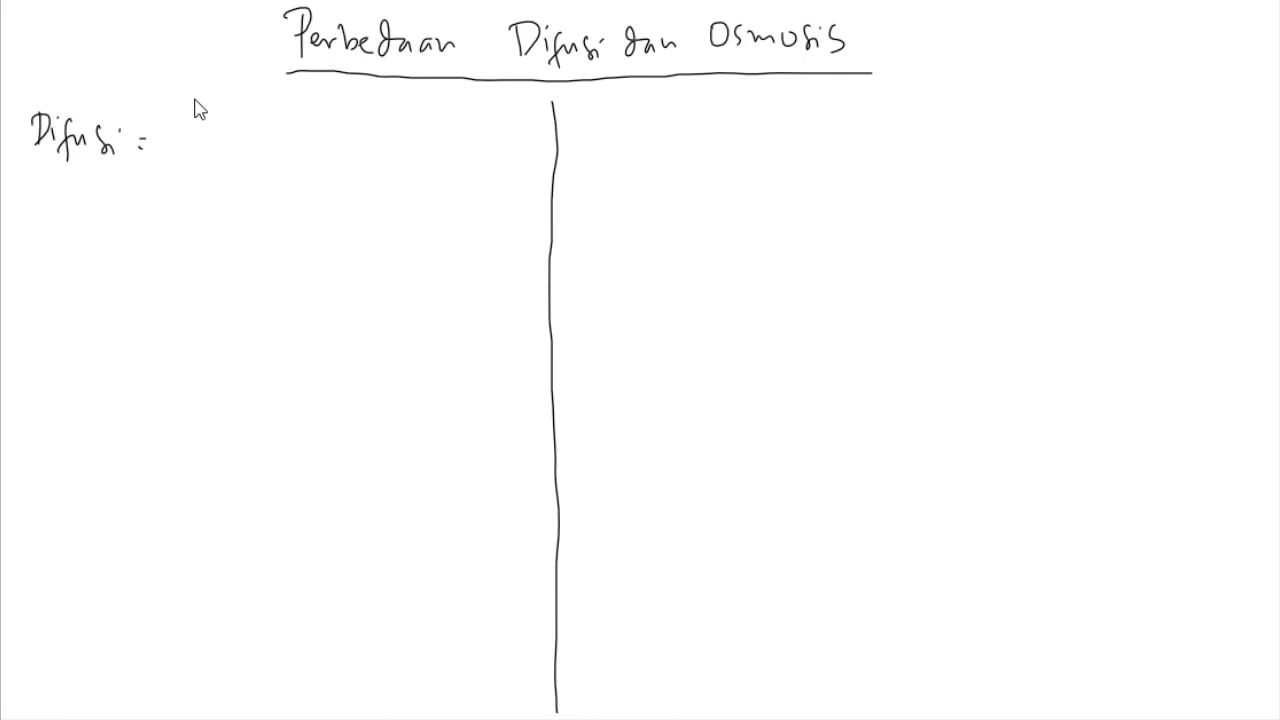 Perbedaan Difusi dan Osmosis
Difusi =